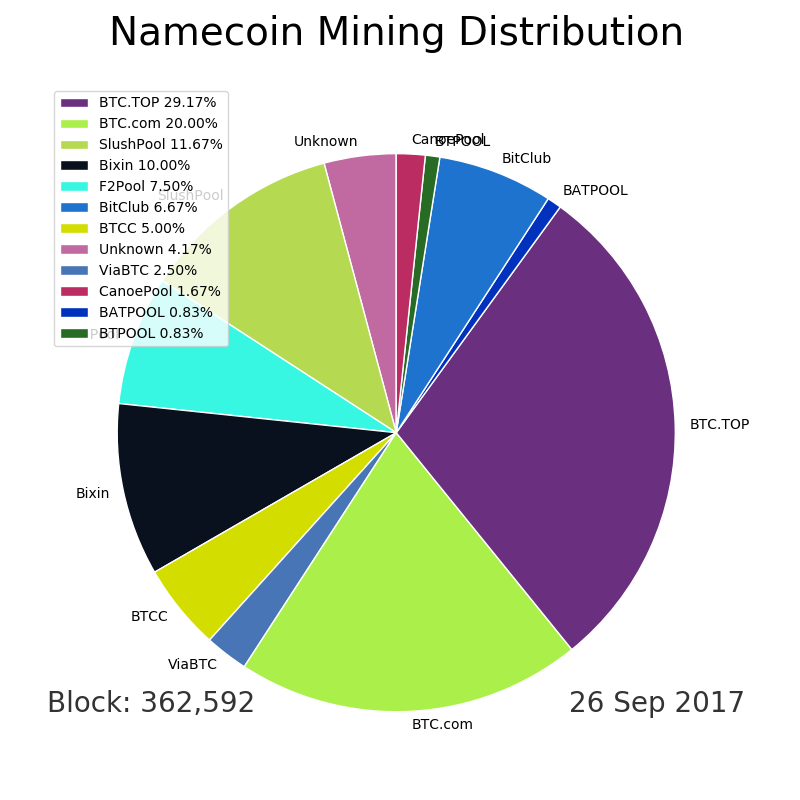 Namecoin Mining Distribution
BTC.TOP 29.17%
BTC.com 20.00%
SlushPool 11.67%
Bixin 10.00%
F2Pool 7.50%
BitClub 6.67%
BTCC 5.00%
Unknown 4.17%
ViaBTC 2.50%
CanoePool 1.67%
BATPOOL 0.83%
BTPOOL 0.83%
Unknown
CanoePool
BTPOOL
BitClub
BATPOOL
SlushPool
BTC.TOP
Bixin
BTCC
ViaBTC
BTC.com
Block: 362,592
26 Sep 2017